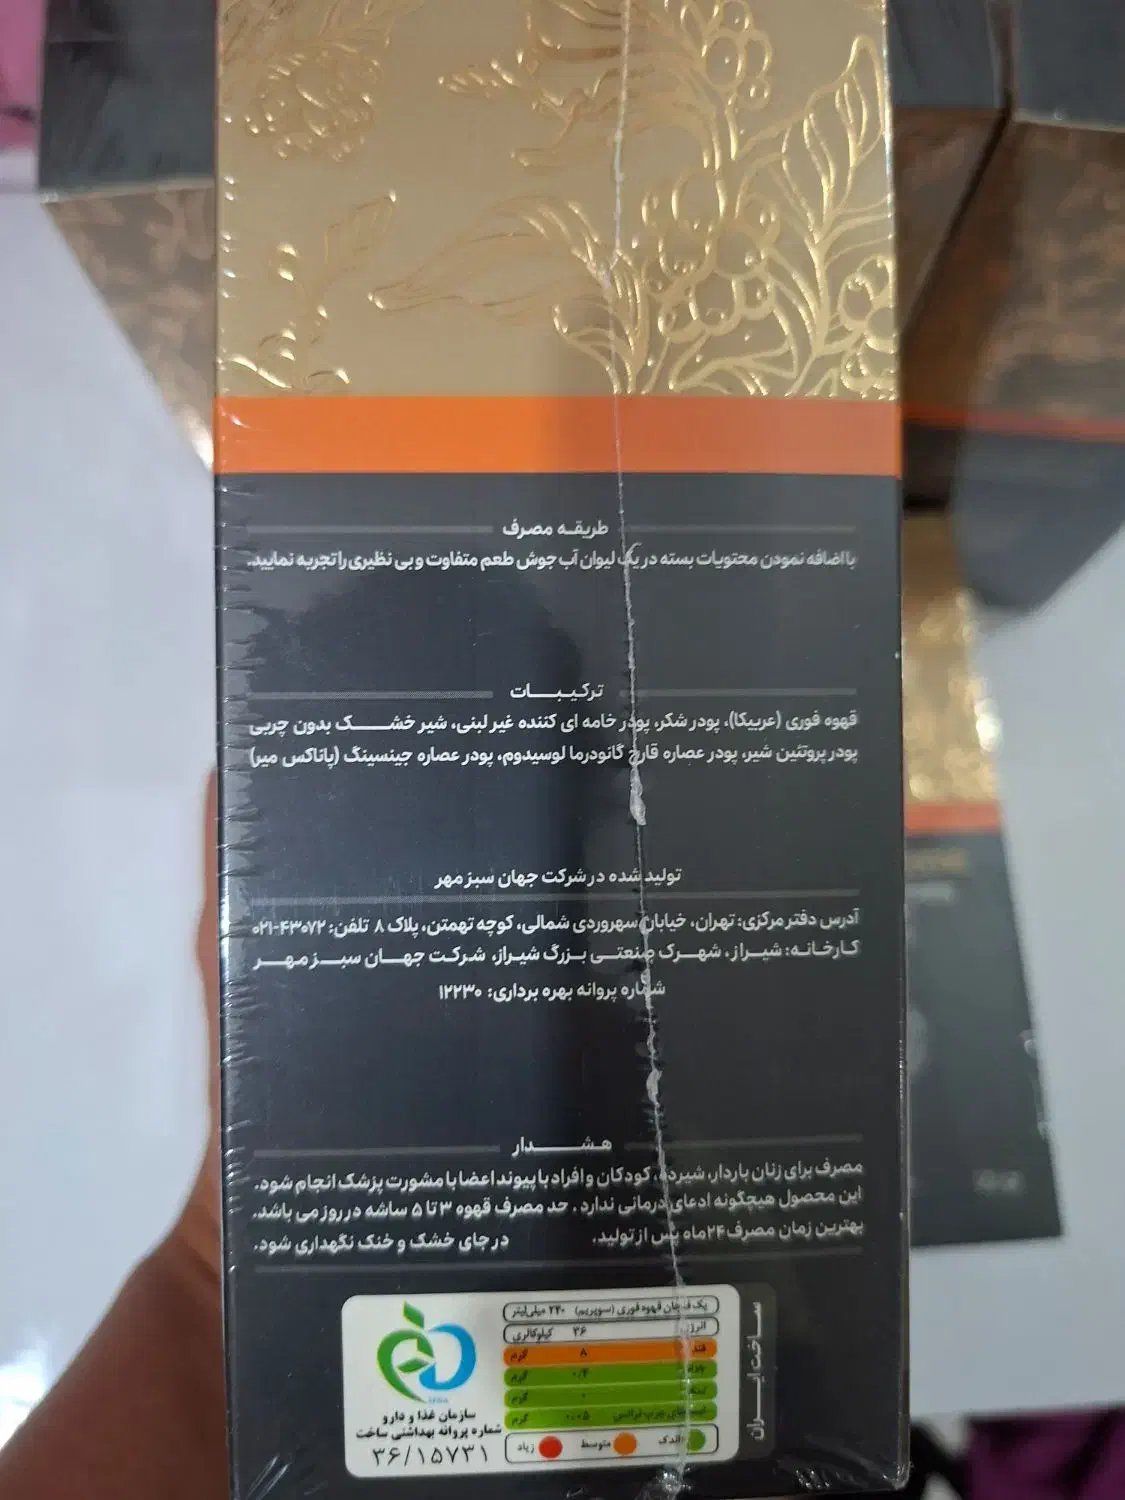 طریقه مصرف
با اضافه نمودن محتویات بسته در یک لیوان آب جوش طعم متفاوت و بی نظیری را تجربه نمایید.
ترکیبات
قهوه فوری (عربیکا)، پودر شکر، پودر خامه ای کننده غیر لبنی، شیر خشک بدون چربی
پودر پروتئین شیر، پودر عصاره قارچ گانودرما لوسیدوم، پودر عصاره جینسینگ (پاناکس میر)
تولید شده در شرکت جهان سبز مهر
آدرس دفتر مرکزی: تهران، خیابان سهروردی شمالی، کوچه تهمتن، پلاک ۸ تلفن: ۴۳۰۷۲-۰۲۱
کارخانه: شیراز، شهرک صنعتی بزرگ شیراز، شرکت جهان سبز مهر
شماره پروانه بهره برداری: ۱۲۲۳۰
هشدار
مصرف برای زنان باردار، شیرده، کودکان و افراد با پیوند اعضا با مشورت پزشک انجام شود.
این محصول هیچگونه ادعای درمانی ندارد. حد مصرف قهوه ۳ تا ۵ ساشه در روز می باشد.
بهترین زمان مصرف ۲۴ ماه پس از تولید. در جای خشک و خنک نگهداری شود.
یک فنجان قهوه فوری (سوپریم) ۲۴۰ میلی لیتر
انرژی ۳۶ کیلوکالری
قند ۸ گرم
۰/۴ گرم
نمک ۰ گرم
اسیدهای چرب ترانس ۰.۰۵ گرم
اندک متوسط زیاد
ساخت ایران
سازمان غذا و دارو
شماره پروانه بهداشتی ساخت
۳۶/۱۵۷۳۱